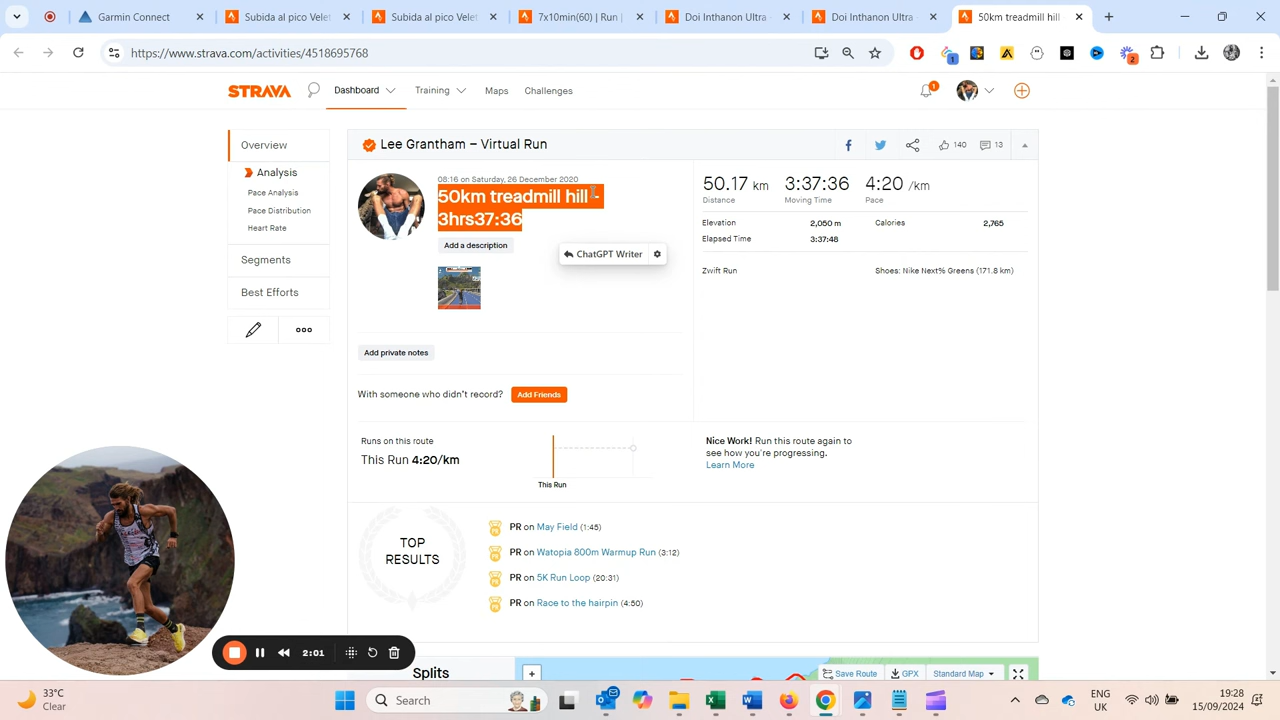 Garmin Connect
Subida al pico Velet
Subida al pico Velet
7x10min(60) | Run |
Doi Inthanon Ultra
Doi Inthanon Ultra
50km treadmill hill
https://www.strava.com/activities/4518695768
1
2
STRAVA
Dashboard
Training
Maps
Challenges
1
Overview
Analysis
Pace Analysis
Pace Distribution
Heart Rate
Segments
Best Efforts
Lee Grantham – Virtual Run
140
13
08:16 on Saturday, 26 December 2020
50km treadmill hill -
3hrs37:36
Add a description
ChatGPT Writer
Add private notes
With someone who didn't record?
Add Friends
50.17 km
3:37:36
4:20 /km
Distance
Moving Time
Pace
Elevation
2,050 m
Calories
2,765
Elapsed Time
3:37:48
Zwift Run
Shoes: Nike Next% Greens (171.8 km)
Runs on this route
This Run 4:20/km
This Run
Nice Work! Run this route again to
see how you're progressing.
Learn More
TOP
RESULTS
PR on May Field (1:45)
PR on Watopia 800m Warmup Run (3:12)
PR on 5K Run Loop (20:31)
PR on Race to the hairpin (4:50)
2:01
Splits
+
Save Route
GPX
Standard Map
33°C
Clear
Search
ENG
UK
19:28
15/09/2024